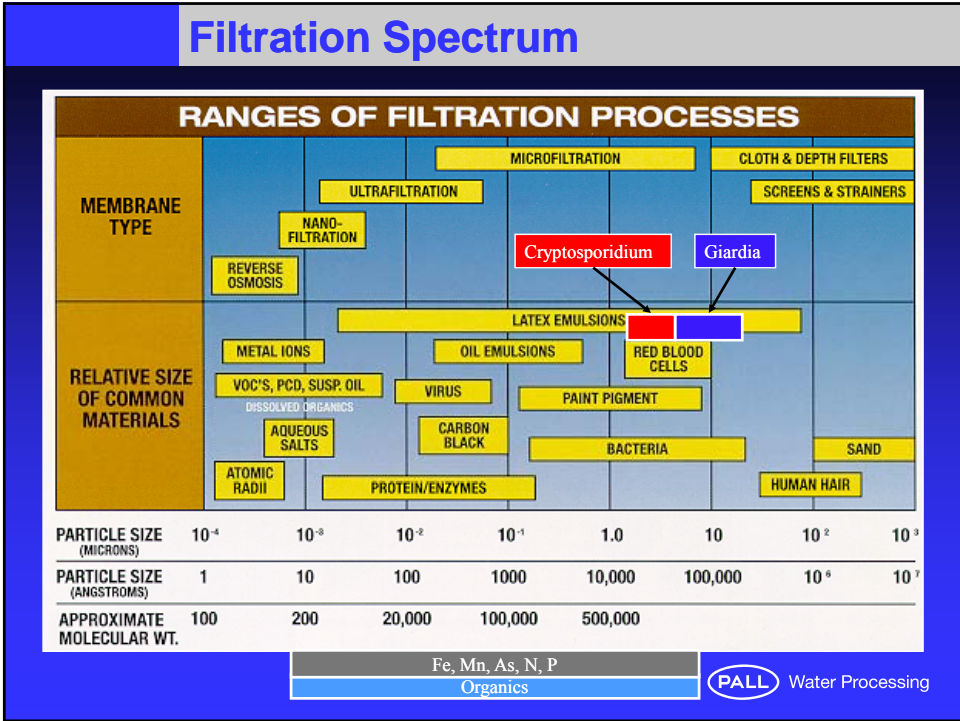 Filtration Spectrum
RANGES OF FILTRATION PROCESSES
MEMBRANE
TYPE
MICROFILTRATION
CLOTH & DEPTH FILTERS
ULTRAFILTRATION
SCREENS & STRAINERS
NANO-
FILTRATION
REVERSE
OSMOSIS
Cryptosporidium
Giardia
RELATIVE SIZE
OF COMMON
MATERIALS
LATEX EMULSIONS
METAL IONS
OIL EMULSIONS
RED BLOOD
CELLS
VOC'S, PCD, SUSP. OIL
DISSOLVED ORGANICS
VIRUS
PAINT PIGMENT
AQUEOUS
SALTS
CARBON
BLACK
BACTERIA
SAND
ATOMIC
RADII
PROTEIN/ENZYMES
HUMAN HAIR
PARTICLE SIZE 10⁻⁴ 10⁻³ 10⁻² 10⁻¹ 1.0 10 10² 10³
(MICRONS)
PARTICLE SIZE 1 10 100 1000 10,000 100,000 10⁶ 10⁷
(ANGSTROMS)
APPROXIMATE 100 200 20,000 100,000 500,000
MOLECULAR WT.
Fe, Mn, As, N, P
Organics
PALL Water Processing